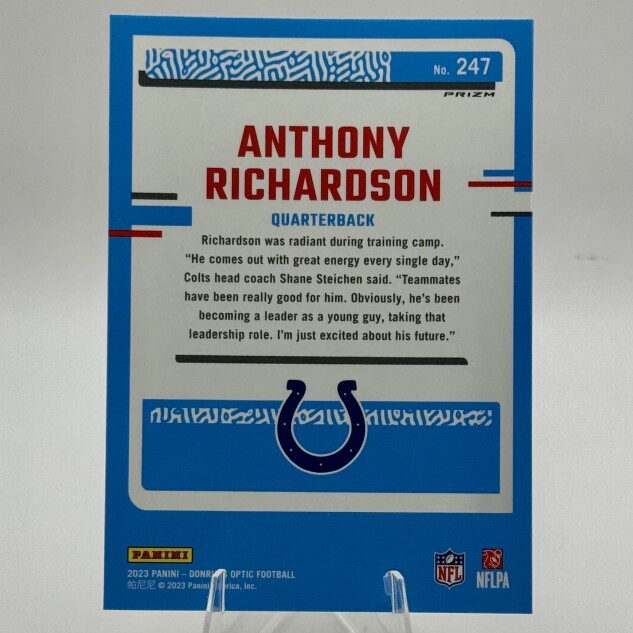 No. 247
PRIZM
ANTHONY
RICHARDSON
QUARTERBACK
Richardson was radiant during training camp.
“He comes out with great energy every single day,”
Colts head coach Shane Steichen said. “Teammates
have been really good for him. Obviously, he’s been
becoming a leader as a young guy, taking that
leadership role. I’m just excited about his future.”
PANINI
2023 PANINI – DONRUSS OPTIC FOOTBALL
帕尼尼 © 2023 Panini America, Inc.
NFL
NFLPA